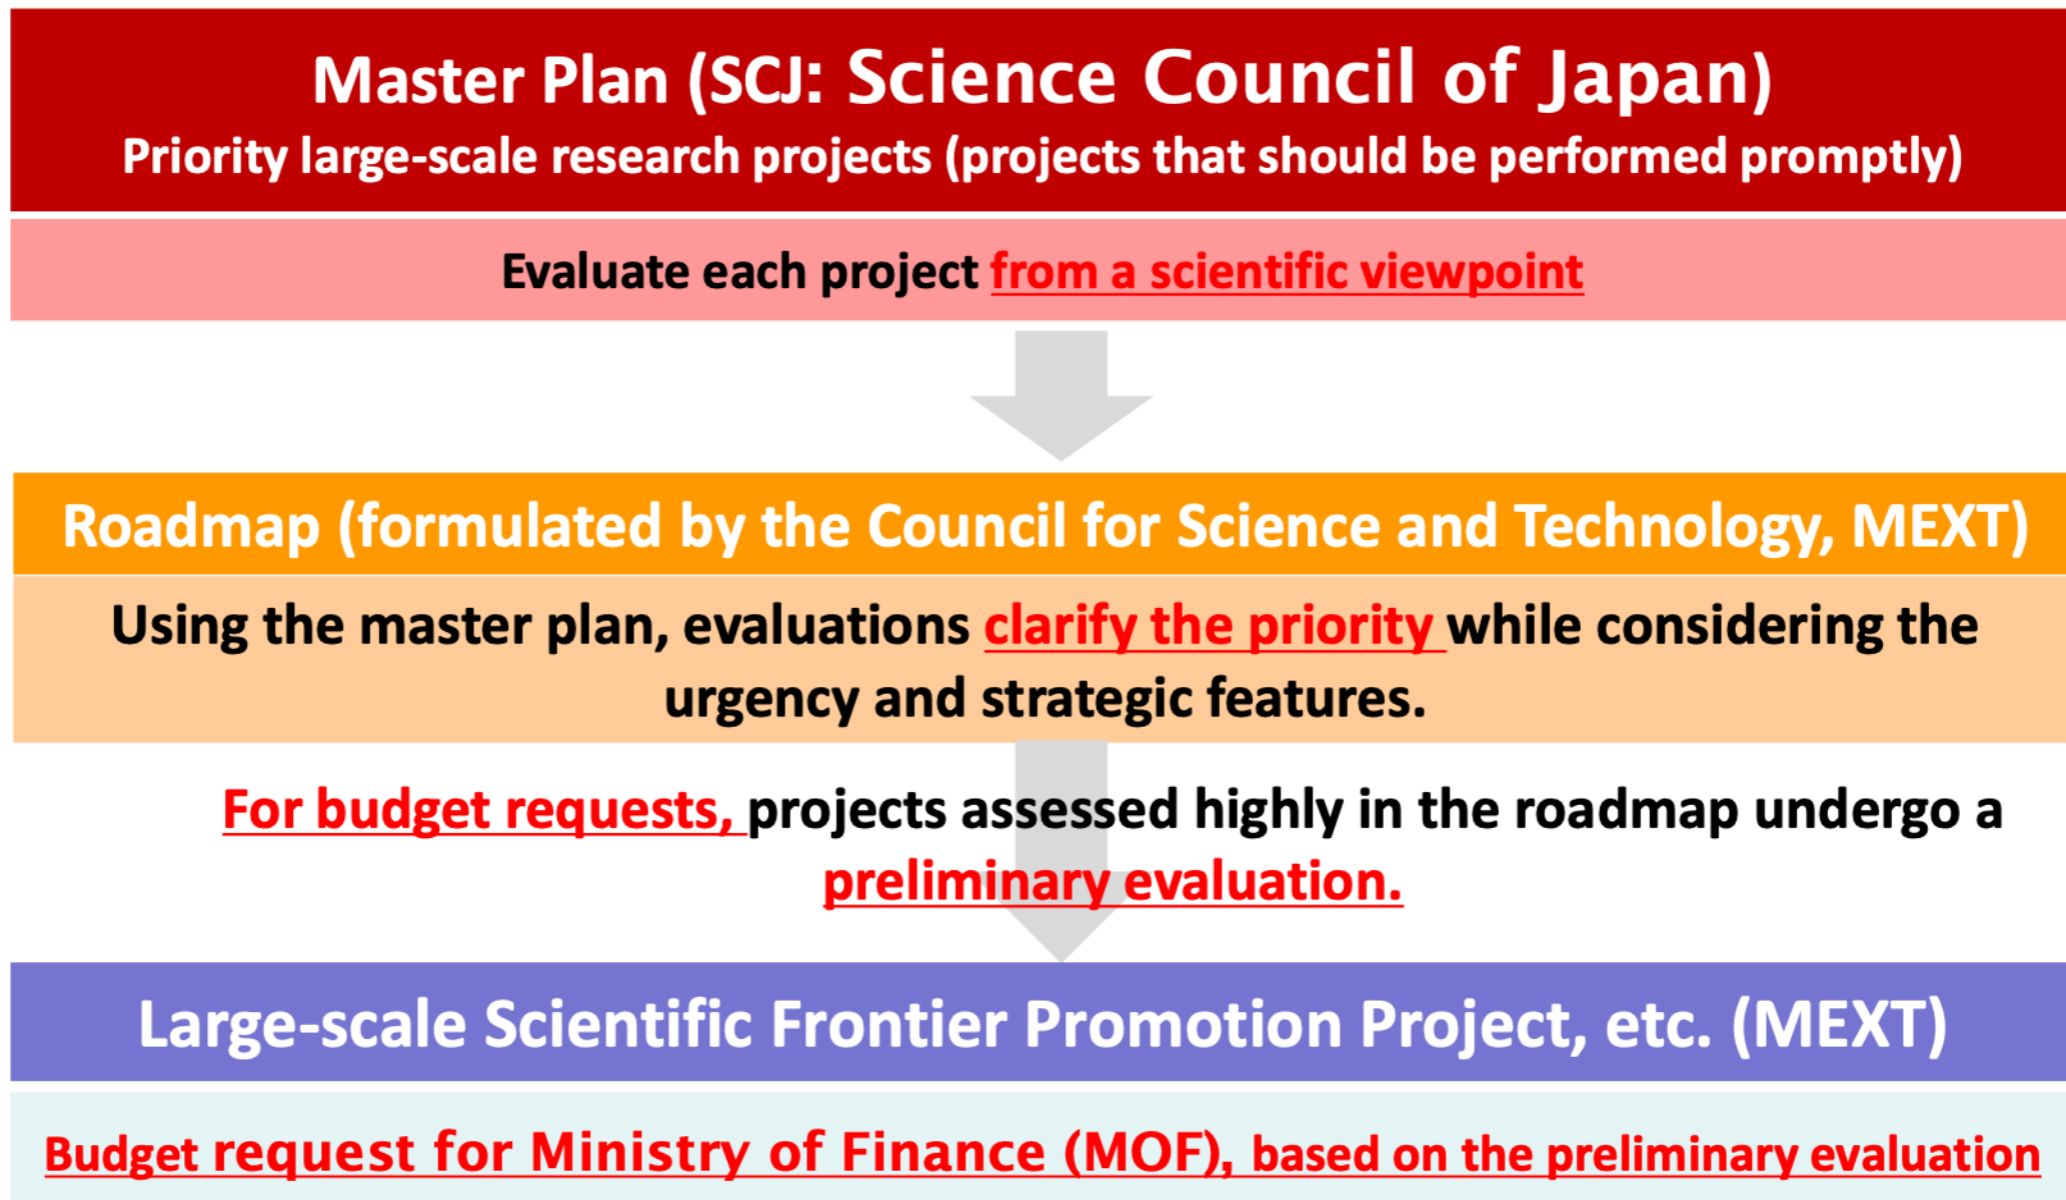 Master Plan (SCJ: Science Council of Japan)
Priority large-scale research projects (projects that should be performed promptly)
Evaluate each project from a scientific viewpoint
Roadmap (formulated by the Council for Science and Technology, MEXT)
Using the master plan, evaluations clarify the priority while considering the
urgency and strategic features.
For budget requests, projects assessed highly in the roadmap undergo a
preliminary evaluation.
Large-scale Scientific Frontier Promotion Project, etc. (MEXT)
Budget request for Ministry of Finance (MOF), based on the preliminary evaluation